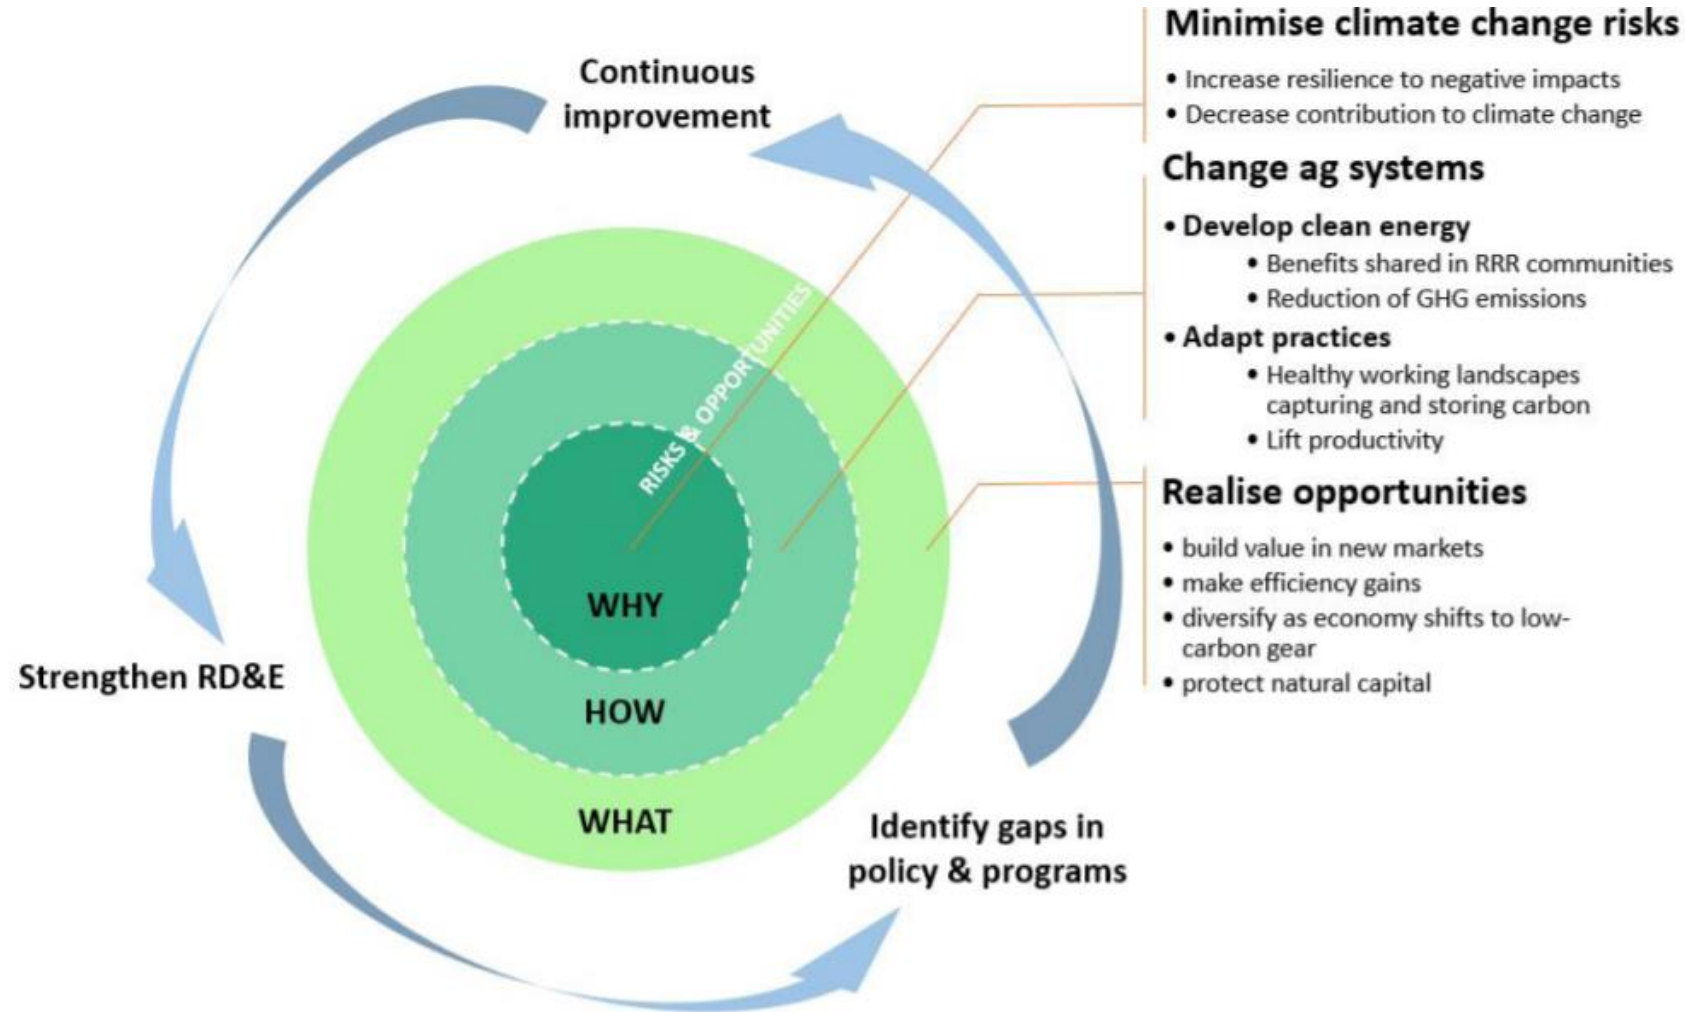 Continuous
improvement
Strengthen RD&E
Identify gaps in
policy & programs
RISKS & OPPORTUNITIES
WHY
HOW
WHAT
Minimise climate change risks
• Increase resilience to negative impacts
• Decrease contribution to climate change
Change ag systems
• Develop clean energy
• Benefits shared in RRR communities
• Reduction of GHG emissions
• Adapt practices
• Healthy working landscapes
capturing and storing carbon
• Lift productivity
Realise opportunities
• build value in new markets
• make efficiency gains
• diversify as economy shifts to low-
carbon gear
• protect natural capital